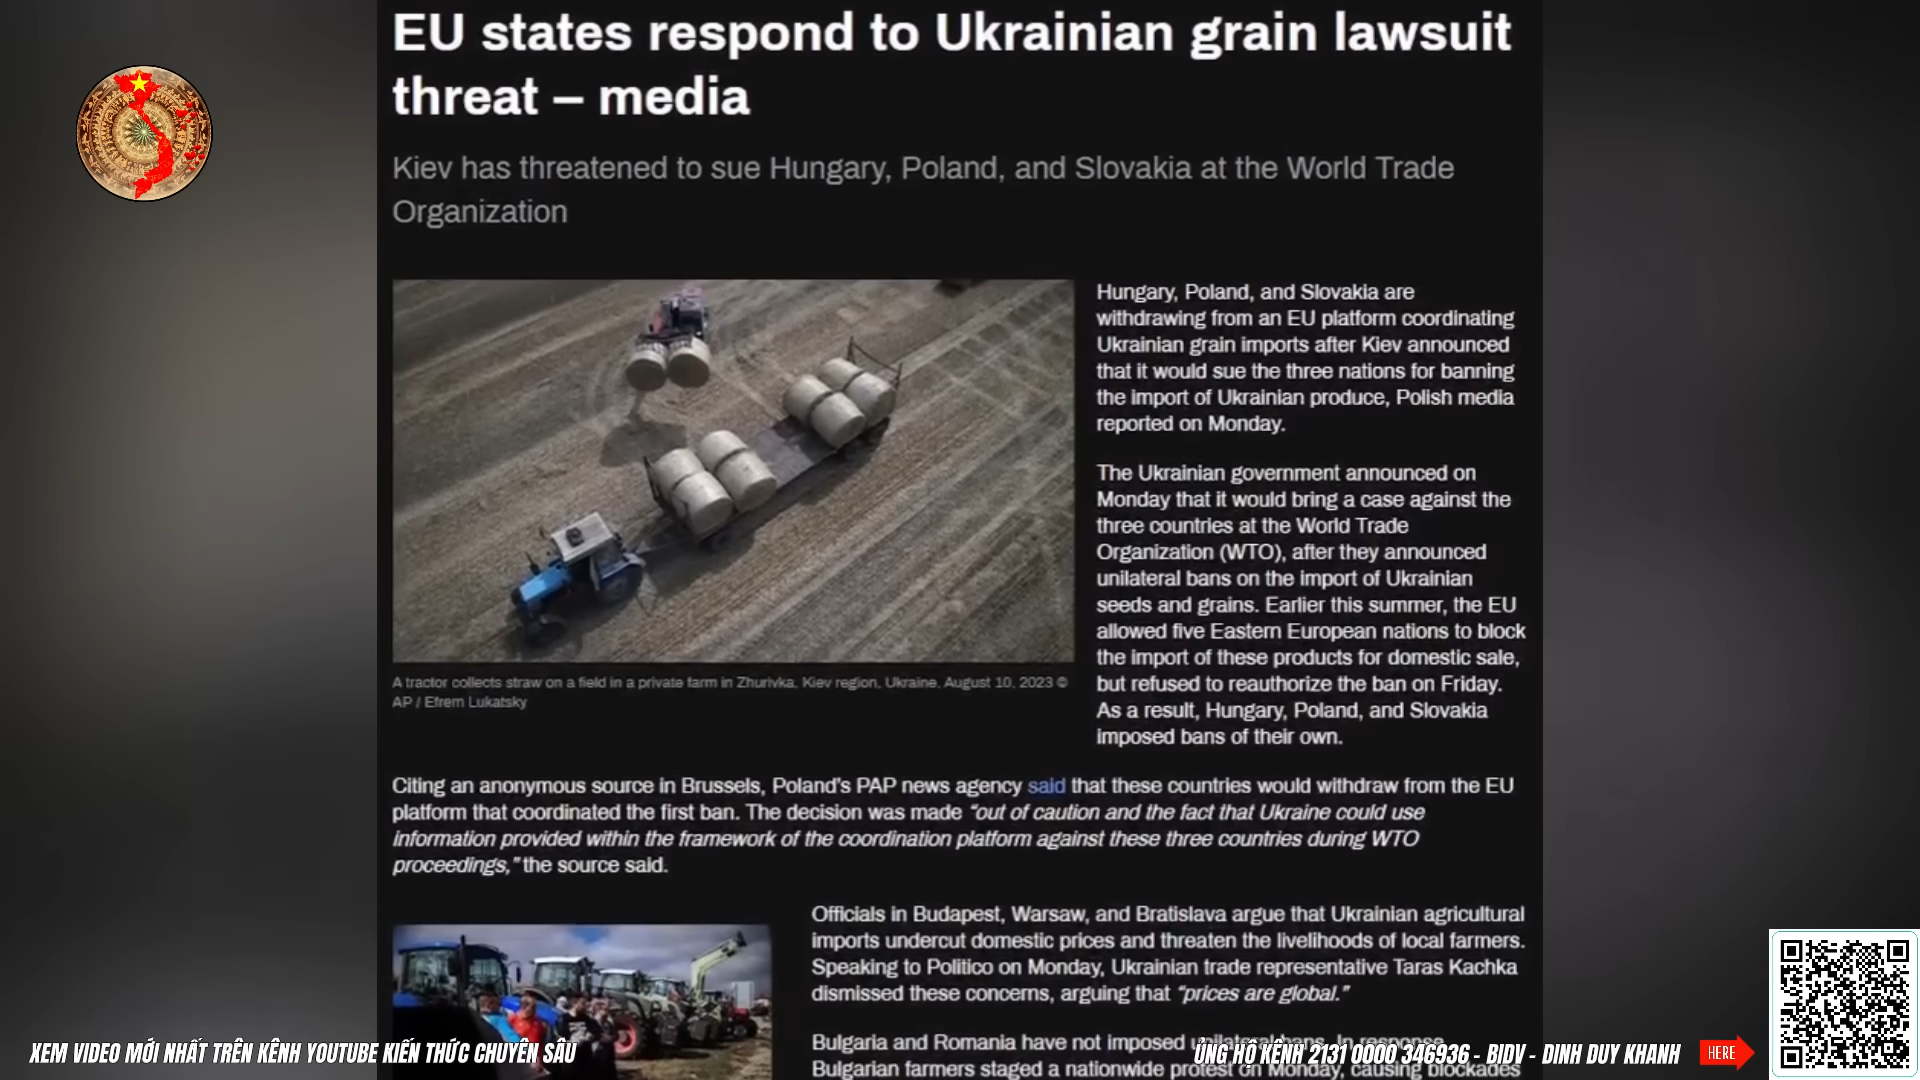 EU states respond to Ukrainian grain lawsuit
threat – media
Kiev has threatened to sue Hungary, Poland, and Slovakia at the World Trade
Organization
Hungary, Poland, and Slovakia are
withdrawing from an EU platform coordinating
Ukrainian grain imports after Kiev announced
that it would sue the three nations for banning
the import of Ukrainian produce, Polish media
reported on Monday.
The Ukrainian government announced on
Monday that it would bring a case against the
three countries at the World Trade
Organization (WTO), after they announced
unilateral bans on the import of Ukrainian
seeds and grains. Earlier this summer, the EU
allowed five Eastern European nations to block
the import of these products for domestic sale,
but refused to reauthorize the ban on Friday.
As a result, Hungary, Poland, and Slovakia
imposed bans of their own.
A tractor collects straw on a field in a private farm in Zhurivka, Kiev region, Ukraine, August 10, 2023 ©
AP / Efrem Lukatsky
Citing an anonymous source in Brussels, Poland's PAP news agency said that these countries would withdraw from the EU
platform that coordinated the first ban. The decision was made “out of caution and the fact that Ukraine could use
information provided within the framework of the coordination platform against these three countries during WTO
proceedings,” the source said.
Officials in Budapest, Warsaw, and Bratislava argue that Ukrainian agricultural
imports undercut domestic prices and threaten the livelihoods of local farmers.
Speaking to Politico on Monday, Ukrainian trade representative Taras Kachka
dismissed these concerns, arguing that “prices are global.”
Bulgaria and Romania have not imposed unilateral bans. In response,
Bulgarian farmers staged a nationwide protest on Monday, causing blockades
XEM VIDEO MỚI NHẤT TRÊN KÊNH YOUTUBE KIẾN THỨC CHUYÊN SÂU
ỦNG HỘ KÊNH 2131 0000 346936 - BIDV - DINH DUY KHANH
HERE